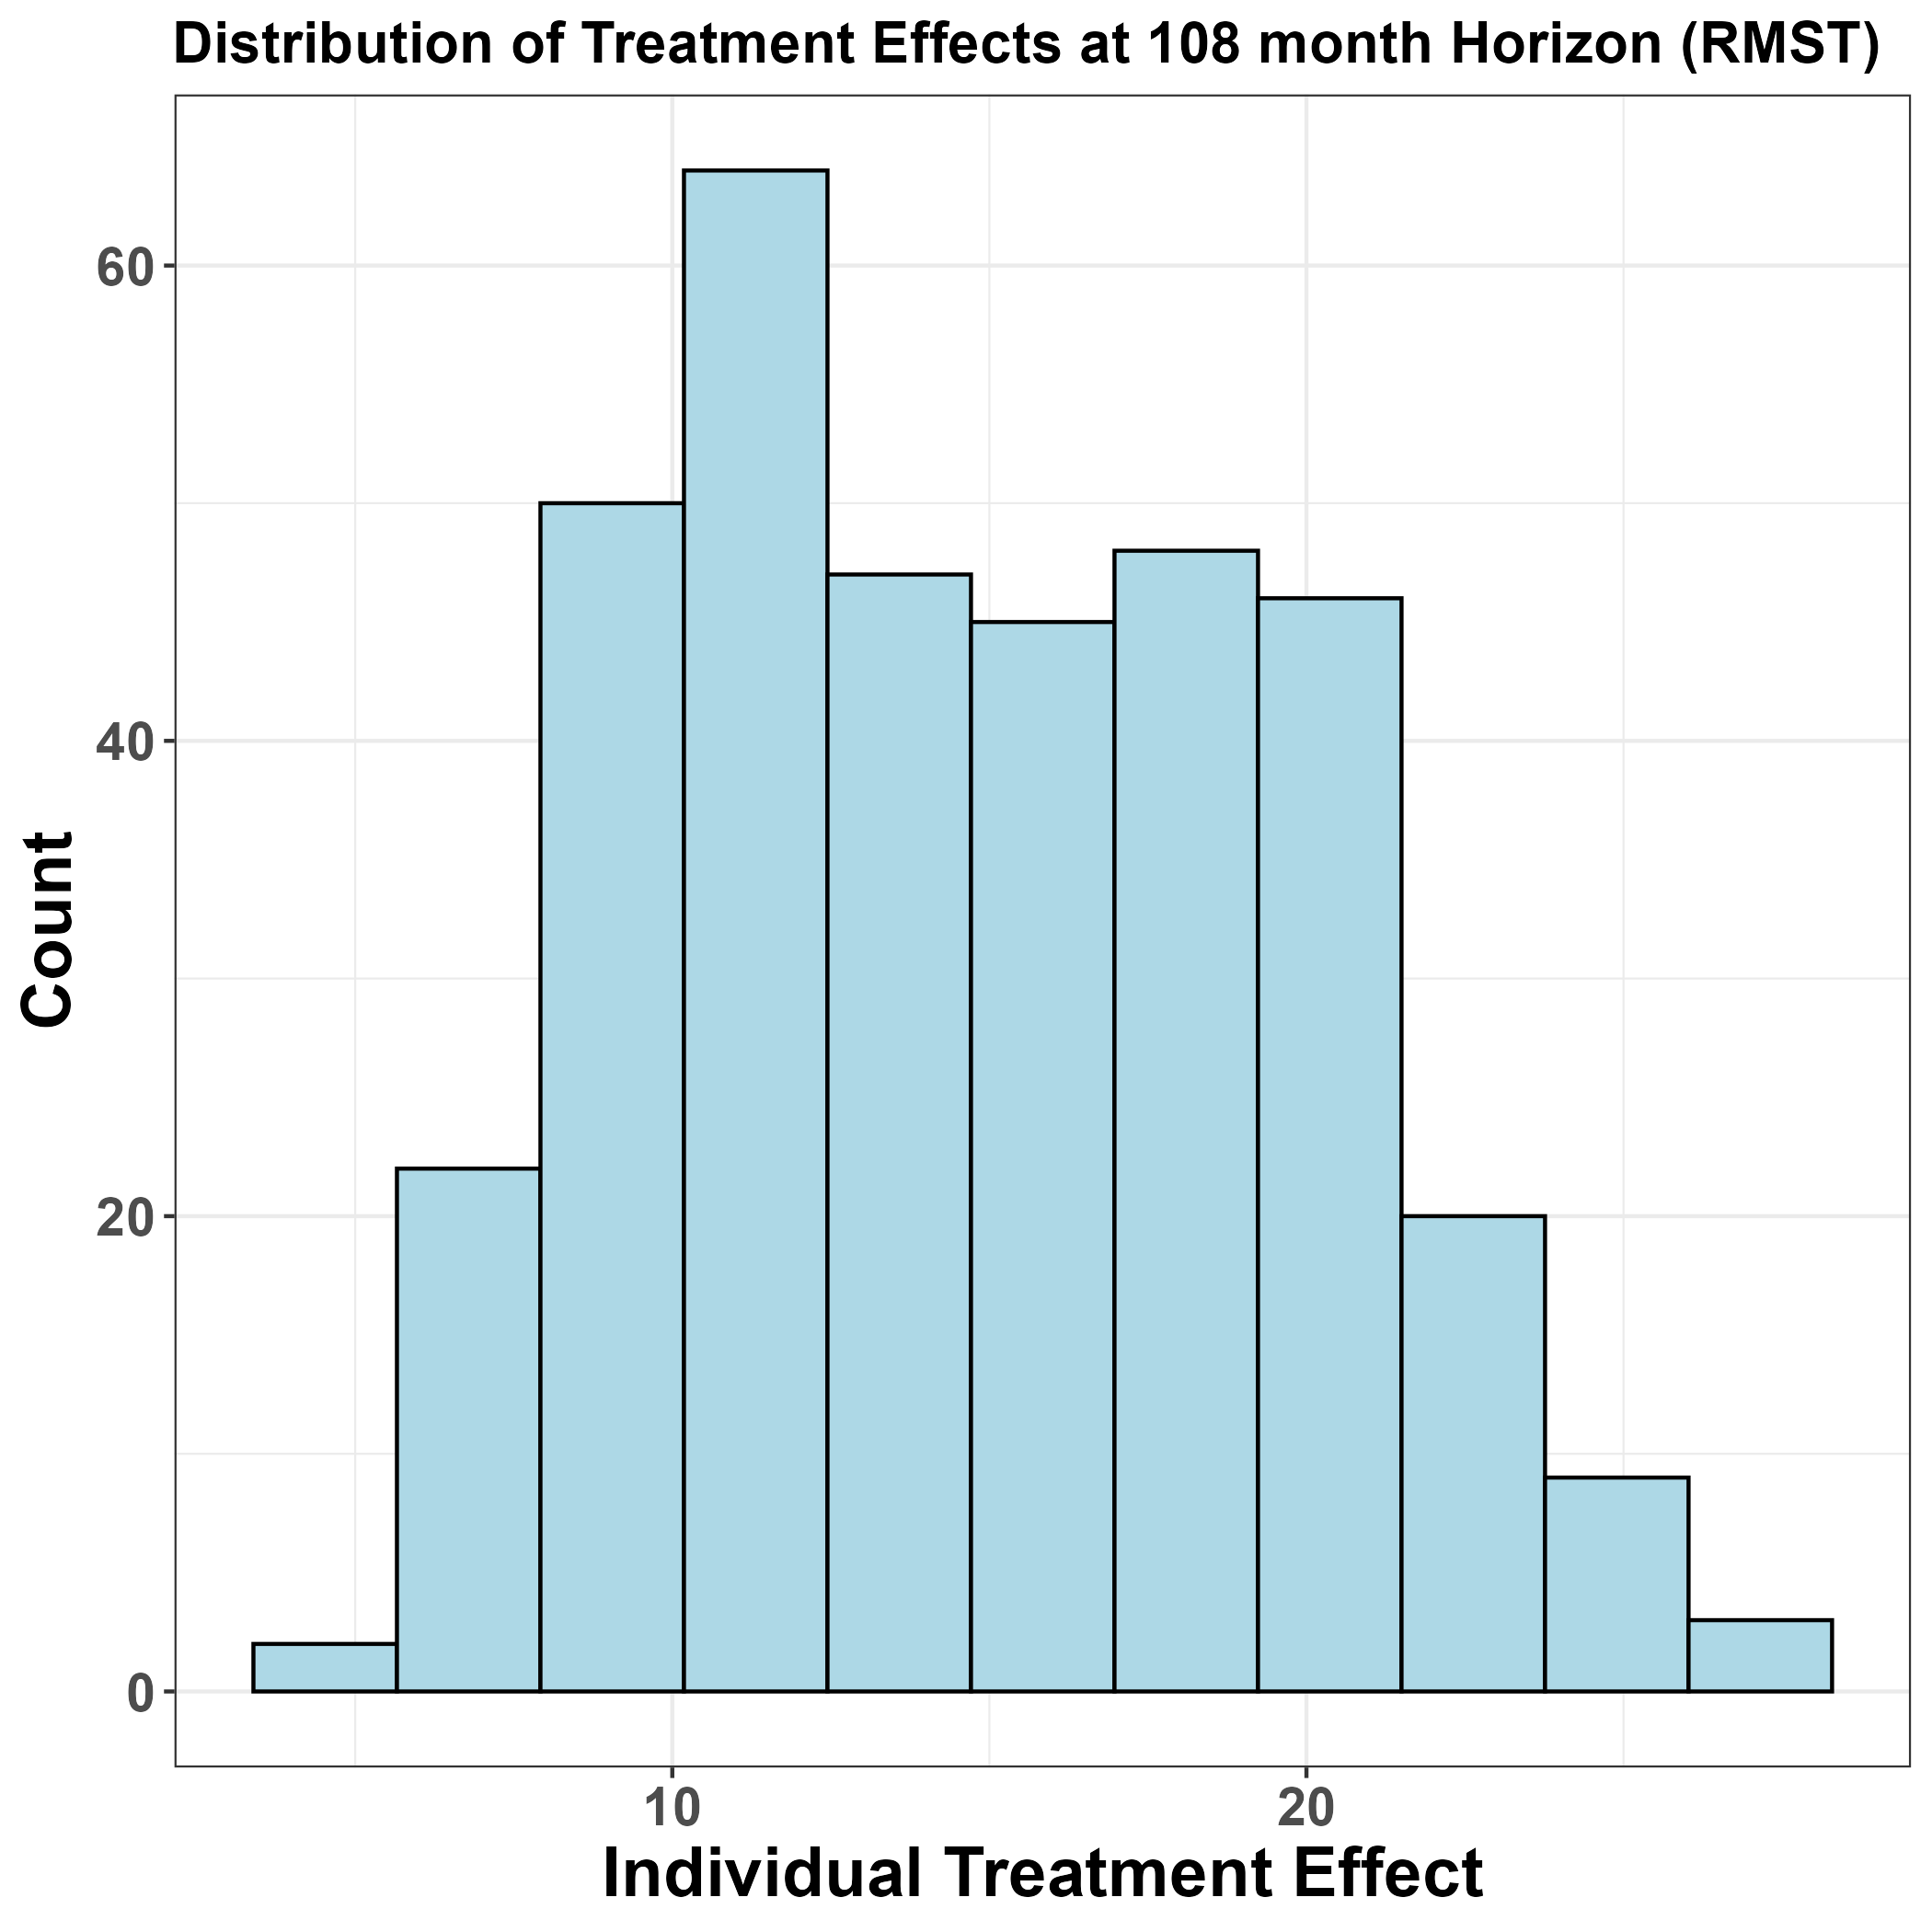 Distribution of Treatment Effects at 108 month Horizon (RMST)
60
40
20
0
Count
10 20
Individual Treatment Effect